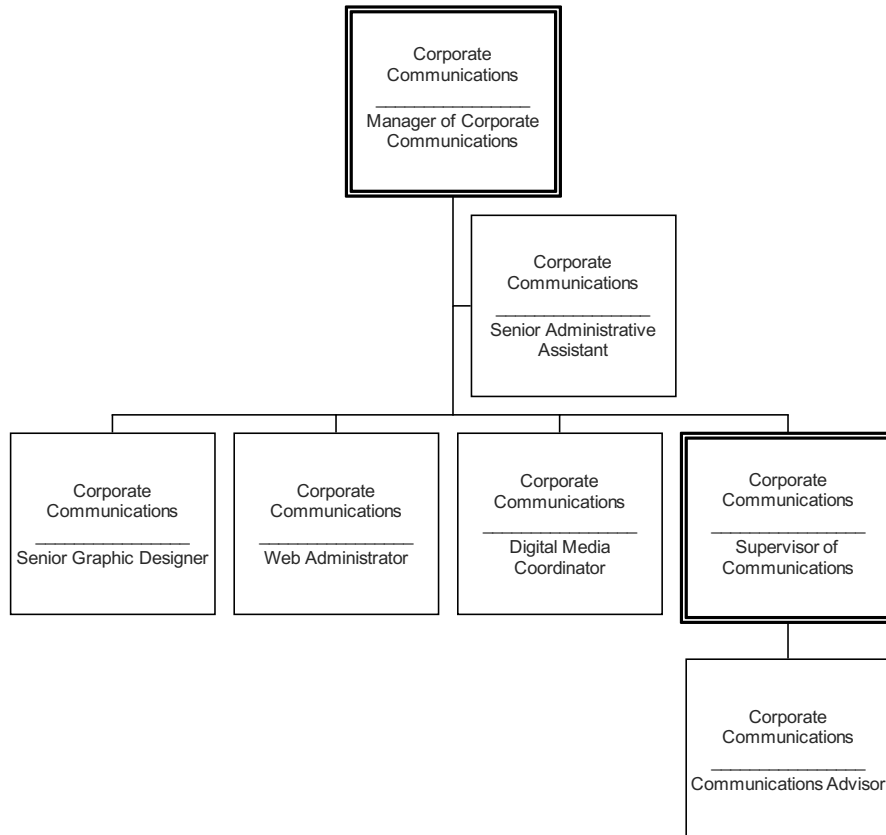 Corporate
Communications
________________
Manager of Corporate
Communications
Corporate
Communications
________________
Senior Administrative
Assistant
Corporate
Communications
________________
Senior Graphic Designer
Corporate
Communications
________________
Web Administrator
Corporate
Communications
________________
Digital Media
Coordinator
Corporate
Communications
________________
Supervisor of
Communications
Corporate
Communications
________________
Communications Advisor